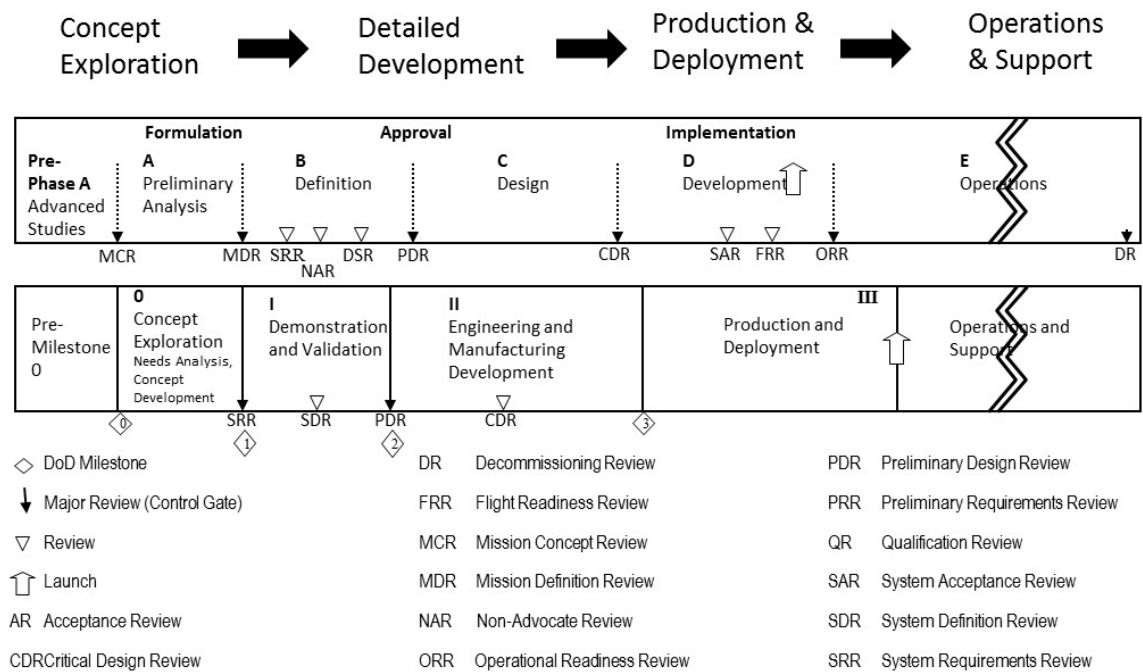 Concept
Exploration
Detailed
Development
Production &
Deployment
Operations
& Support
Formulation
Approval
Implementation
Pre-
Phase A
Advanced
Studies
A
Preliminary
Analysis
B
Definition
C
Design
D
Development
E
Operations
MCR
MDR
SRR
NAR
DSR
PDR
CDR
SAR
FRR
ORR
DR
Pre-
Milestone
0
0
Concept
Exploration
Needs Analysis,
Concept
Development
I
Demonstration
and Validation
II
Engineering and
Manufacturing
Development
III
Production and
Deployment
Operations and
Support
0
SRR
1
SDR
PDR
2
CDR
3
DoD Milestone
Major Review (Control Gate)
Review
Launch
AR Acceptance Review
CDRCritical Design Review
DR Decommissioning Review
FRR Flight Readiness Review
MCR Mission Concept Review
MDR Mission Definition Review
NAR Non-Advocate Review
ORR Operational Readiness Review
PDR Preliminary Design Review
PRR Preliminary Requirements Review
QR Qualification Review
SAR System Acceptance Review
SDR System Definition Review
SRR System Requirements Review